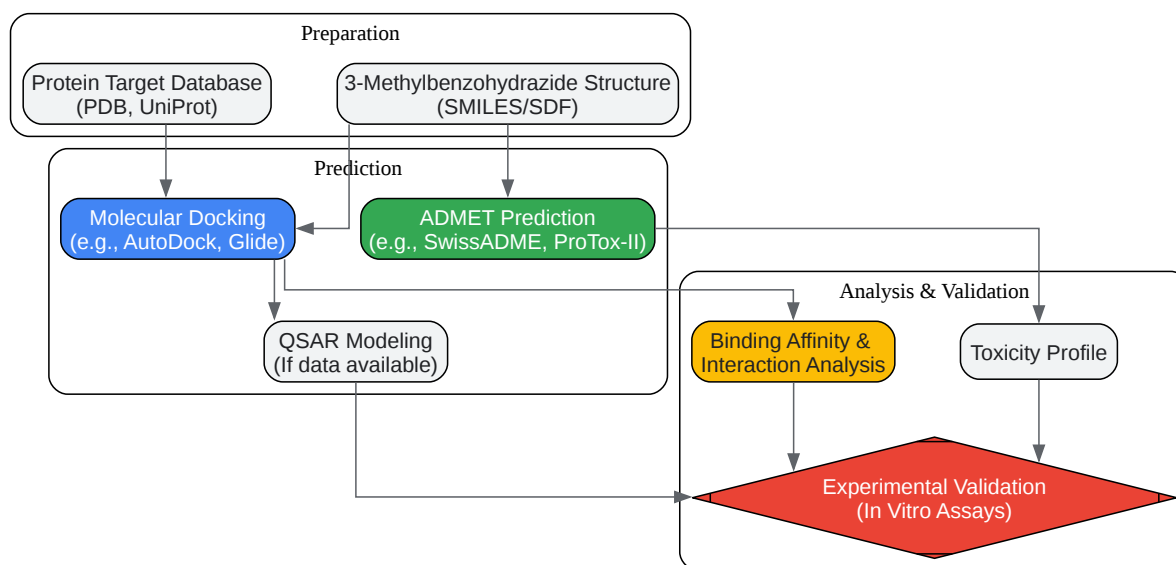 Preparation
Protein Target Database
(PDB, UniProt)
3-Methylbenzohydrazide Structure
(SMILES/SDF)
Prediction
Molecular Docking
(e.g., AutoDock, Glide)
ADMET Prediction
(e.g., SwissADME, ProTox-II)
QSAR Modeling
(If data available)
Analysis & Validation
Binding Affinity &
Interaction Analysis
Toxicity Profile
Experimental Validation
(In Vitro Assays)